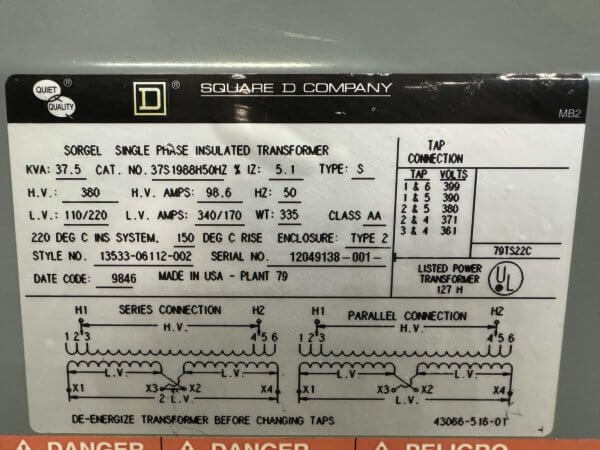 QUIET QUALITY ® D ® SQUARE D COMPANY
MB2
SORGEL SINGLE PHASE INSULATED TRANSFORMER
KVA: 37.5 CAT. NO. 37S1988H50HZ % IZ: 5.1 TYPE: S
H.V.: 380 H.V. AMPS: 98.6 HZ: 50
L.V.: 110/220 L.V. AMPS: 340/170 WT: 335 CLASS AA
220 DEG C INS SYSTEM. 150 DEG C RISE ENCLOSURE: TYPE 2
STYLE NO. 13533-06112-002 SERIAL NO. 12049138-001-
DATE CODE: 9846 MADE IN USA - PLANT 79
TAP
CONNECTION
TAP VOLTS
1 & 6 399
1 & 5 390
2 & 5 380
2 & 4 371
3 & 4 361
79TS22C
LISTED POWER
TRANSFORMER
127 H
UL ®
SERIES CONNECTION
H1 H2
H.V.
1 2 3 4 5 6
L.V. L.V.
X1 X3 X2 X4
2 L.V.
PARALLEL CONNECTION
H1 H2
H.V.
1 2 3 4 5 6
L.V. L.V.
X1 X3 X2 X4
L.V.
DE-ENERGIZE TRANSFORMER BEFORE CHANGING TAPS
43066-516-01
DANGER DANGER PELIGRO